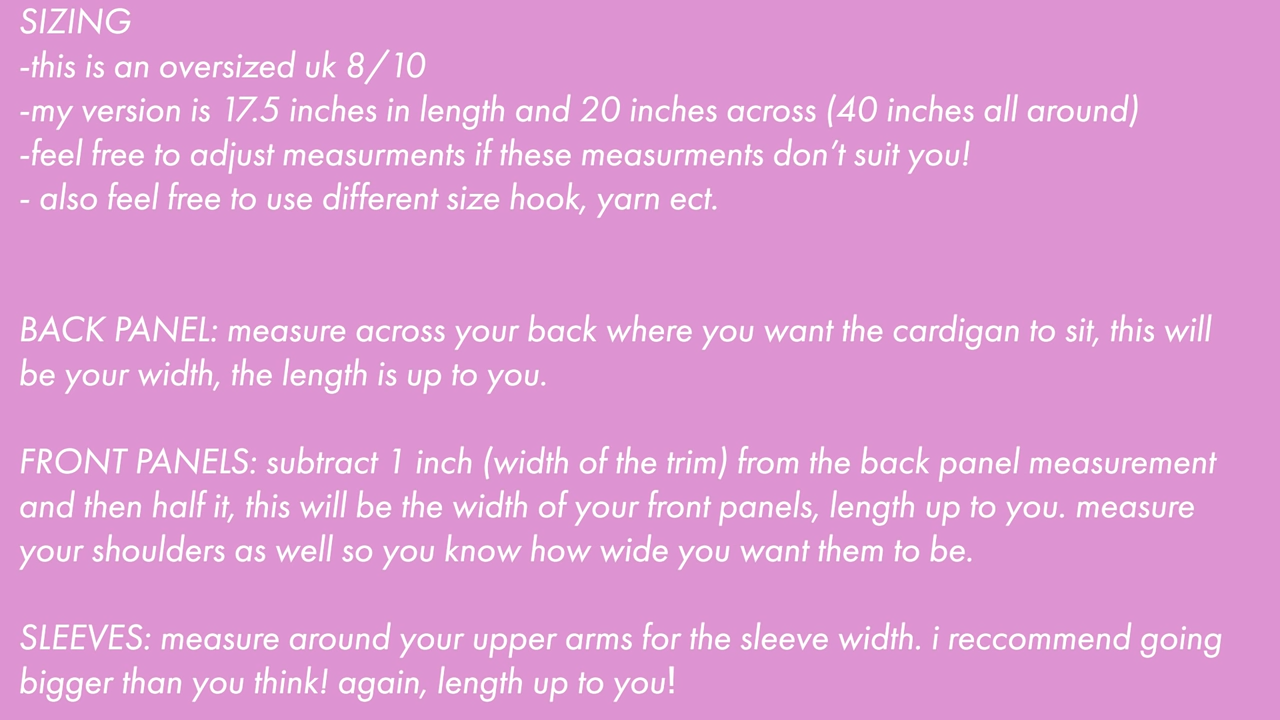 SIZING
-this is an oversized uk 8/10
-my version is 17.5 inches in length and 20 inches across (40 inches all around)
-feel free to adjust measurments if these measurments don’t suit you!
- also feel free to use different size hook, yarn ect.
BACK PANEL: measure across your back where you want the cardigan to sit, this will
be your width, the length is up to you.
FRONT PANELS: subtract 1 inch (width of the trim) from the back panel measurement
and then half it, this will be the width of your front panels, length up to you. measure
your shoulders as well so you know how wide you want them to be.
SLEEVES: measure around your upper arms for the sleeve width. i reccommend going
bigger than you think! again, length up to you!